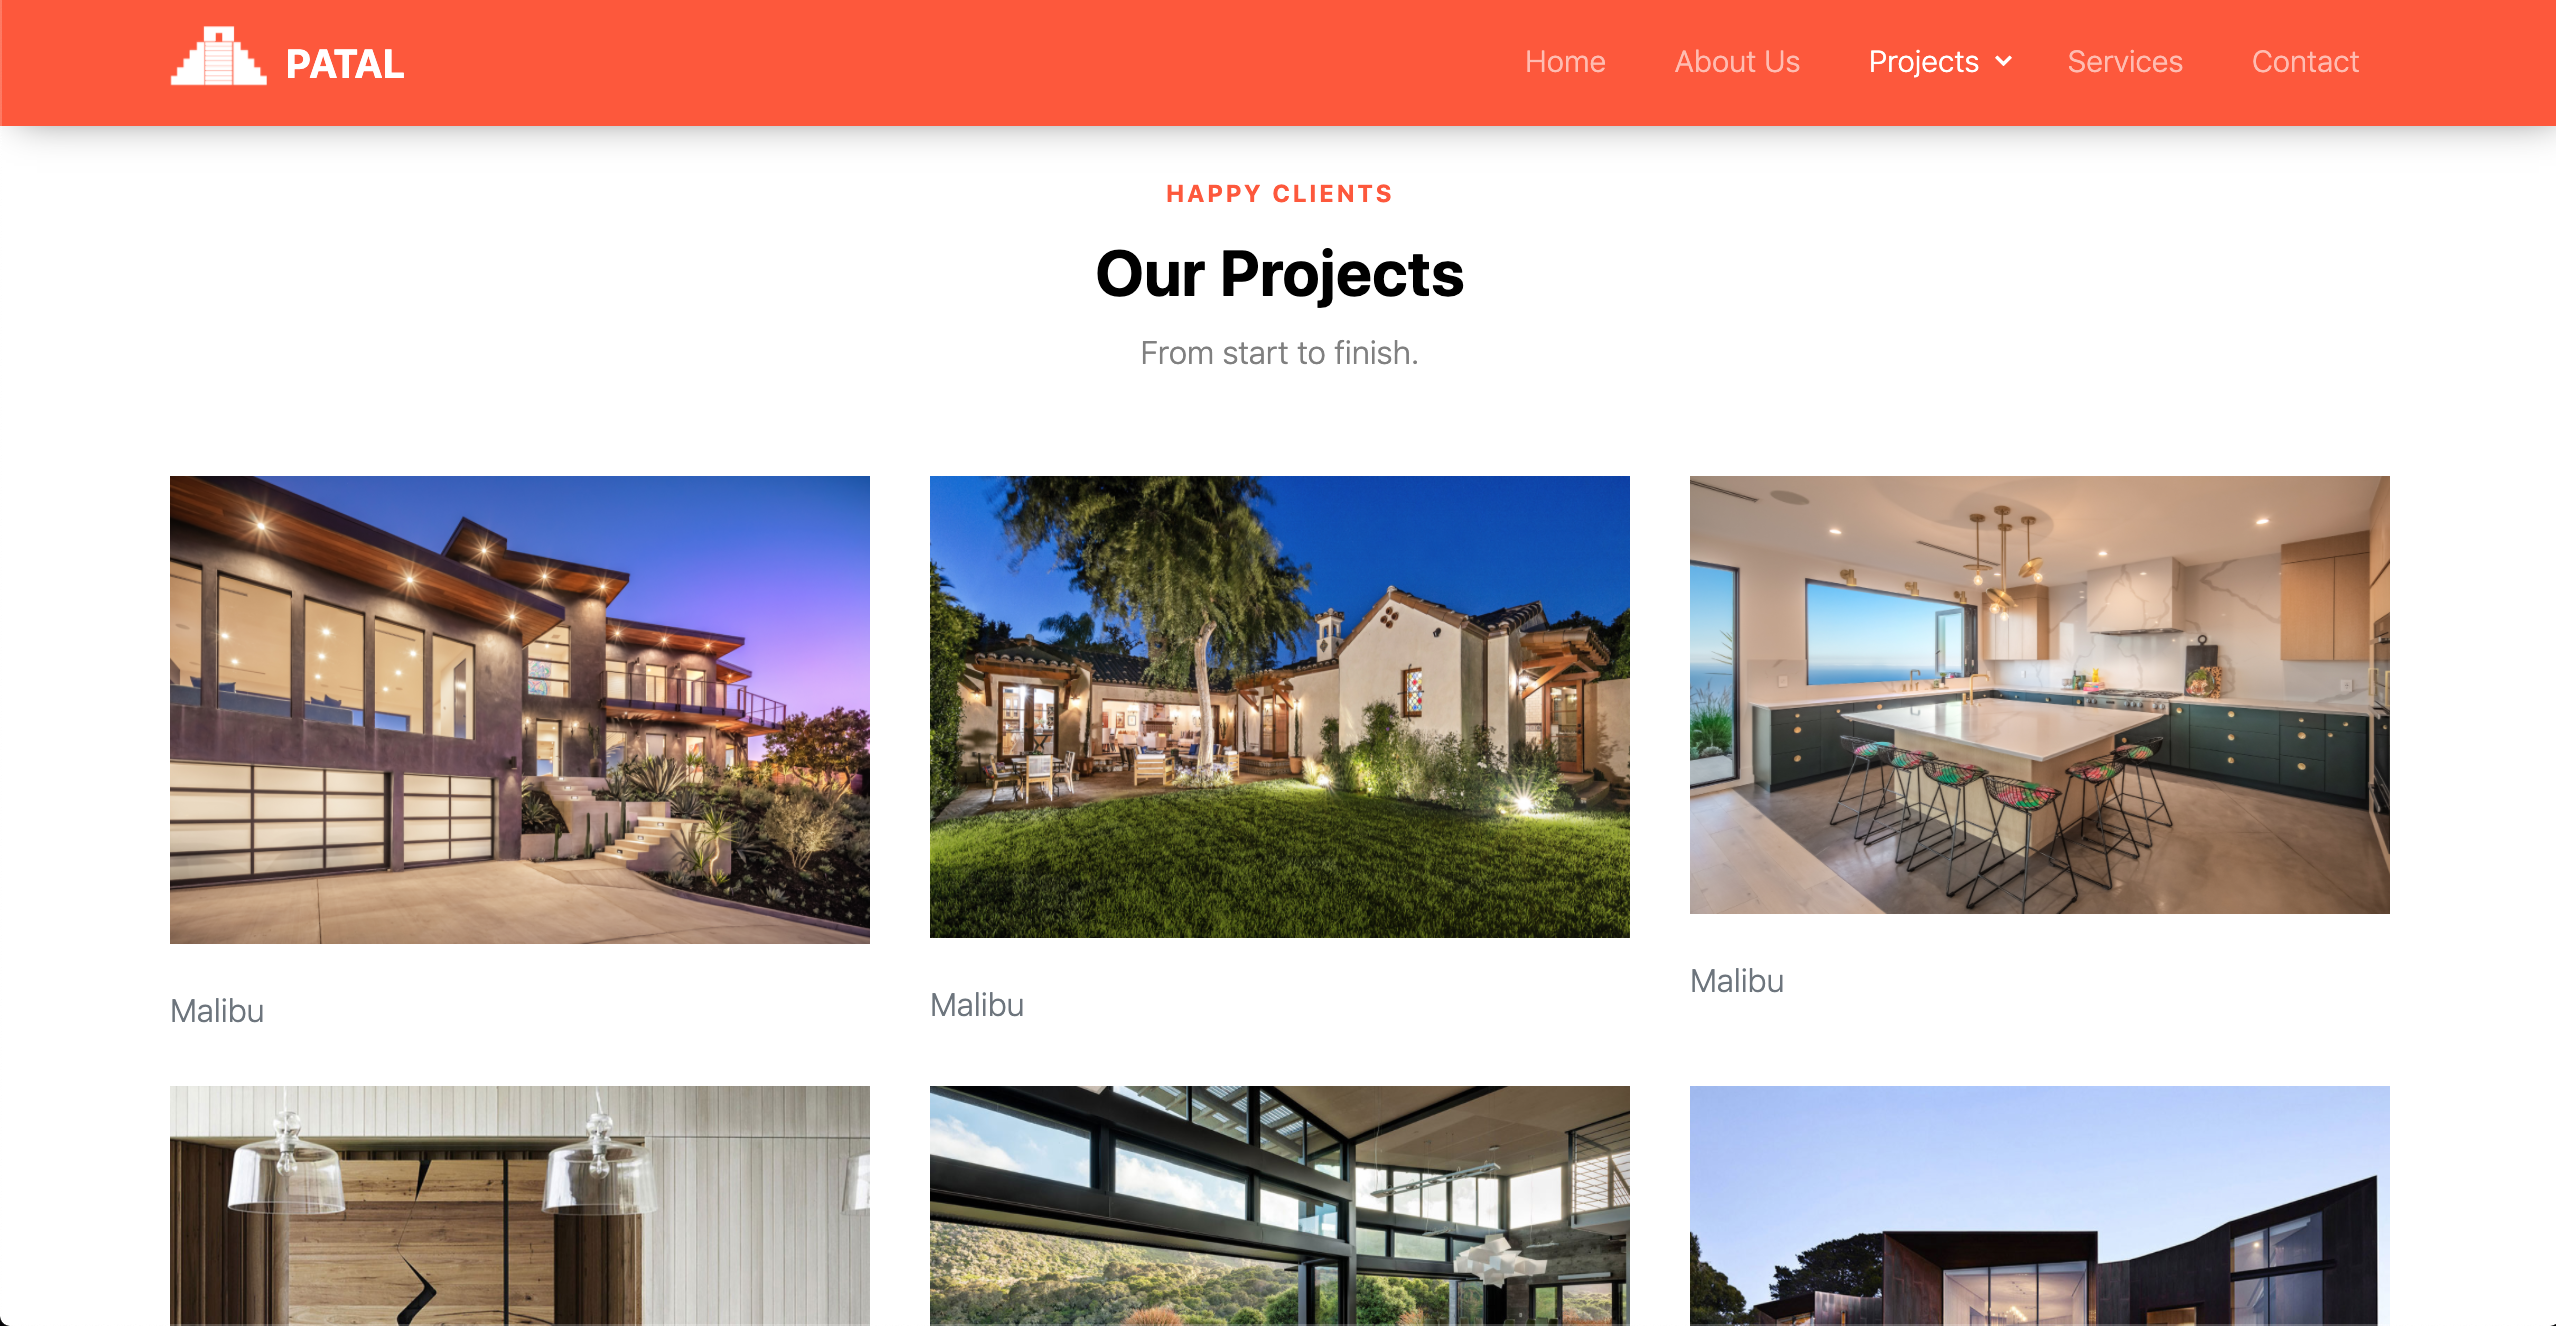 PATAL
Home About Us Projects Services Contact
HAPPY CLIENTS
Our Projects
From start to finish.
Malibu
Malibu
Malibu